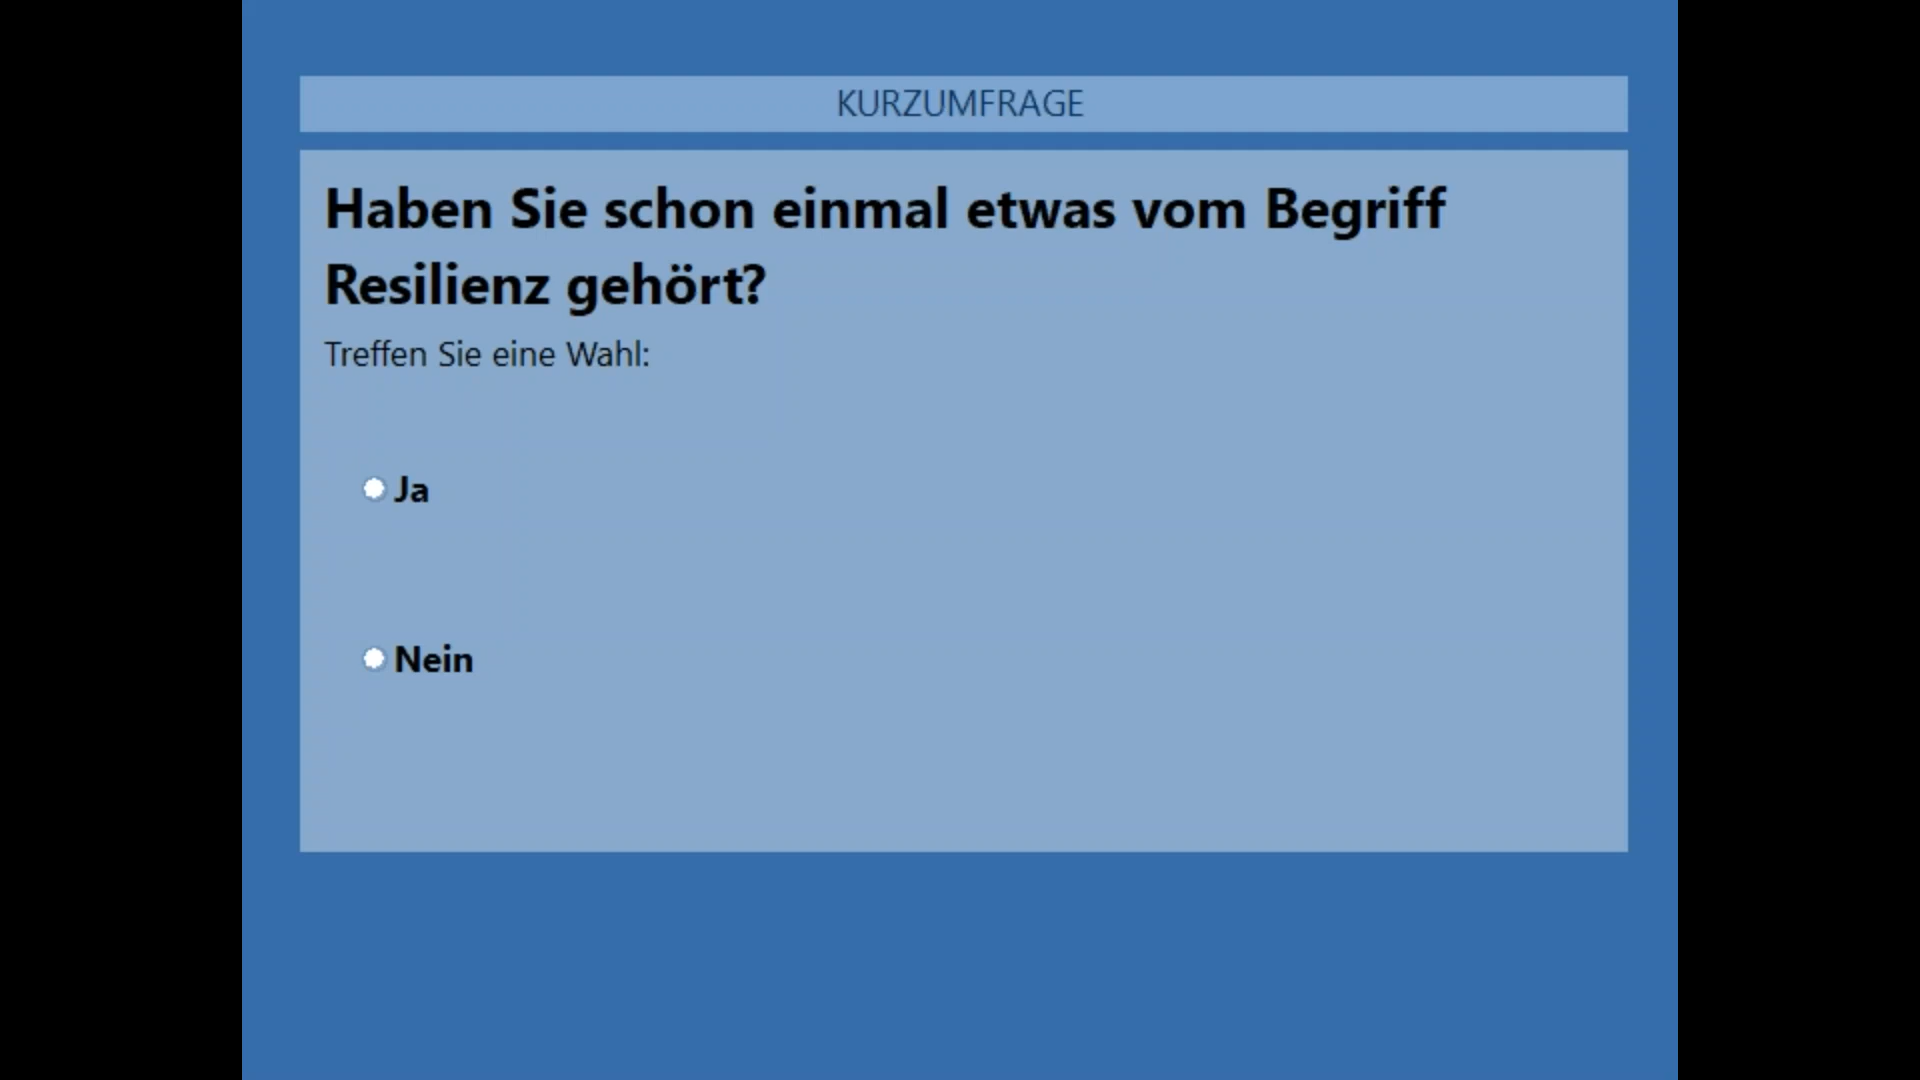 KURZUMFRAGE
Haben Sie schon einmal etwas vom Begriff
Resilienz gehört?
Treffen Sie eine Wahl:
Ja
Nein